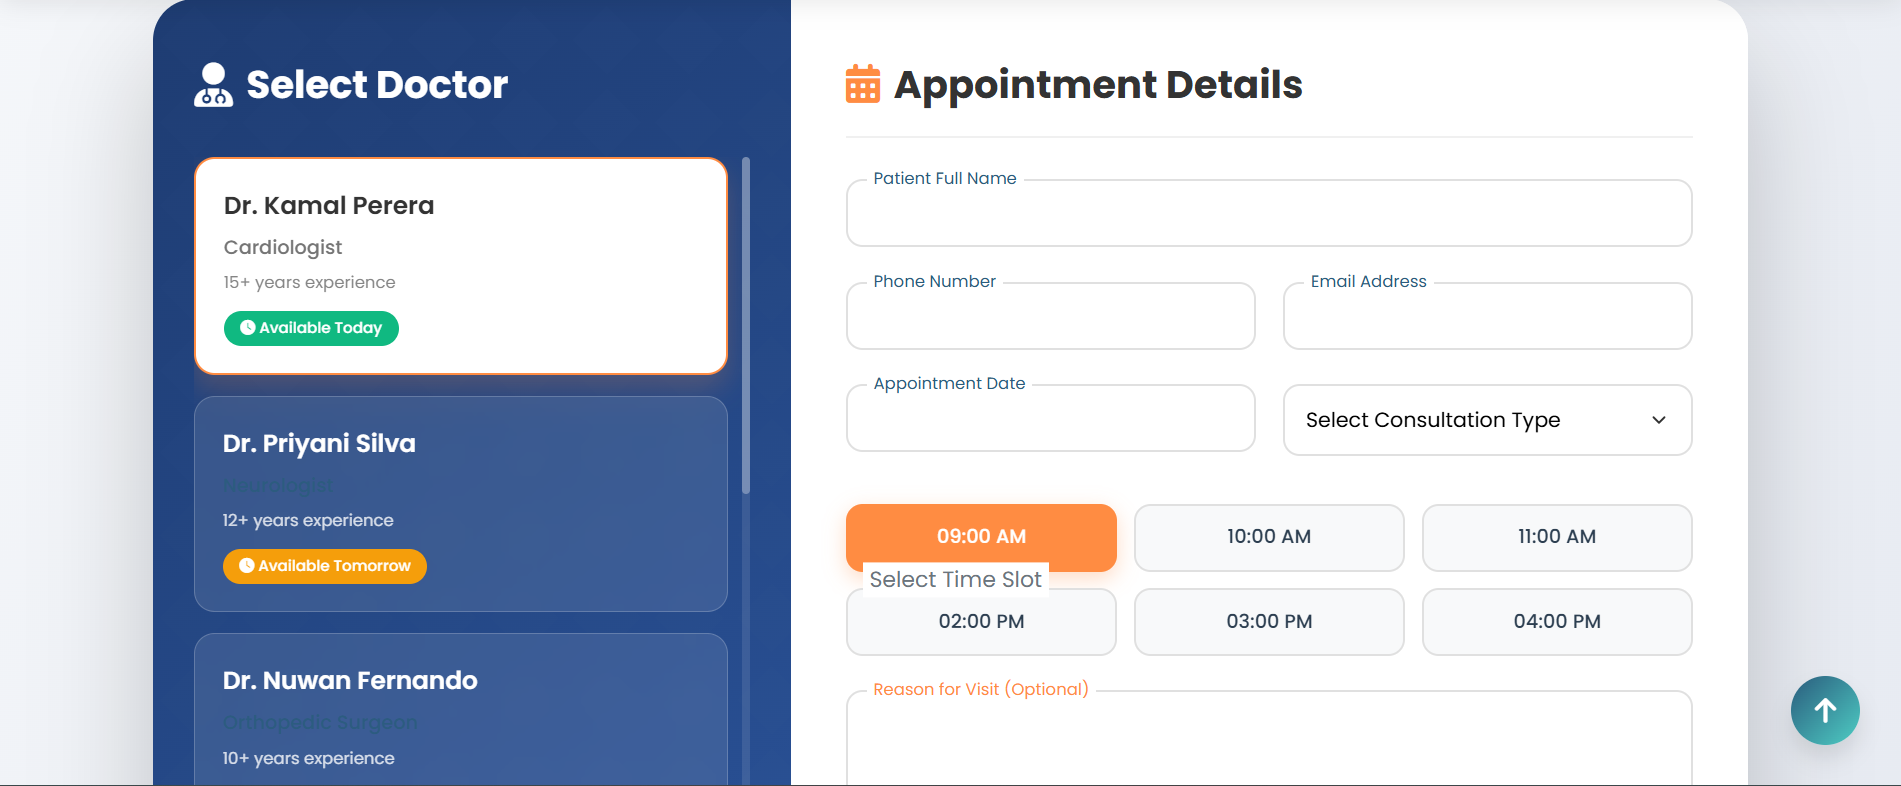 Select Doctor
Dr. Kamal Perera
Cardiologist
15+ years experience
Available Today
Dr. Priyani Silva
Neurologist
12+ years experience
Available Tomorrow
Dr. Nuwan Fernando
Orthopedic Surgeon
10+ years experience
Appointment Details
Patient Full Name
Phone Number
Email Address
Appointment Date
Select Consultation Type
09:00 AM
10:00 AM
11:00 AM
Select Time Slot
02:00 PM
03:00 PM
04:00 PM
Reason for Visit (Optional)